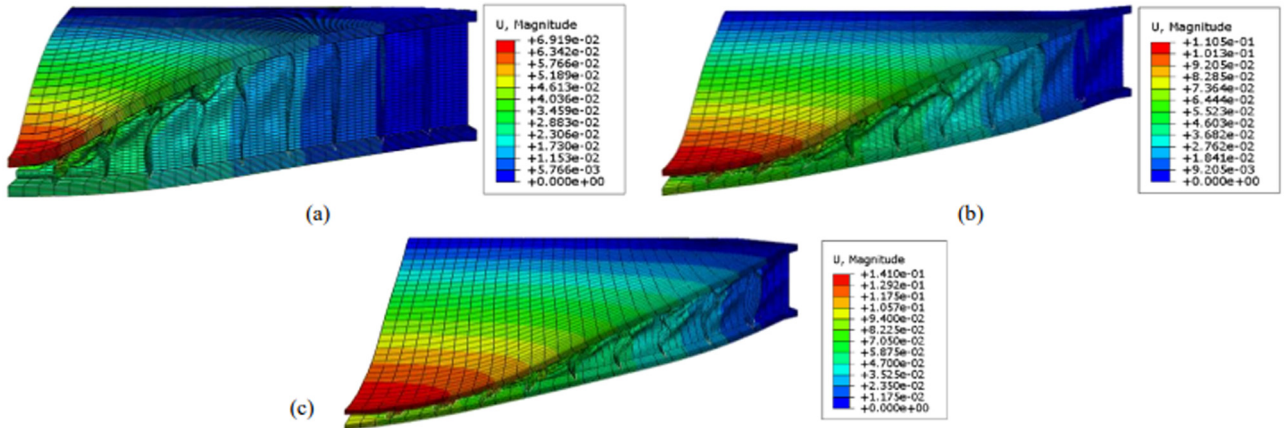 U, Magnitude
+6.919e-02
+6.342e-02
+5.766e-02
+5.189e-02
+4.613e-02
+4.036e-02
+3.459e-02
+2.883e-02
+2.306e-02
+1.730e-02
+1.153e-02
+5.766e-03
+0.000e+00
(a)
U, Magnitude
+1.105e-01
+1.013e-01
+9.205e-02
+8.285e-02
+7.364e-02
+6.444e-02
+5.523e-02
+4.603e-02
+3.682e-02
+2.762e-02
+1.841e-02
+9.205e-03
+0.000e+00
(b)
U, Magnitude
+1.410e-01
+1.292e-01
+1.175e-01
+1.057e-01
+9.400e-02
+8.225e-02
+7.050e-02
+5.875e-02
+4.700e-02
+3.525e-02
+2.350e-02
+1.175e-02
+0.000e+00
(c)